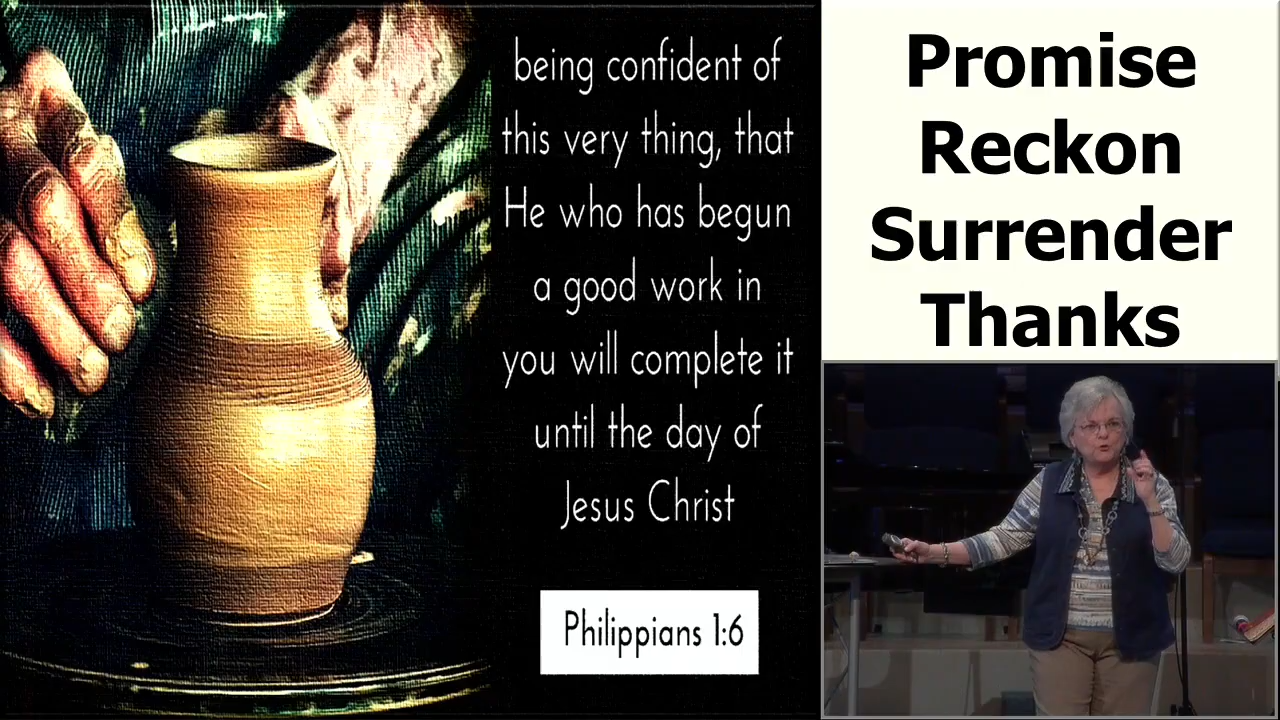 being confident of
this very thing, that
He who has begun
a good work in
you will complete it
until the day of
Jesus Christ
Philippians 1:6
Promise
Reckon
Surrender
Thanks